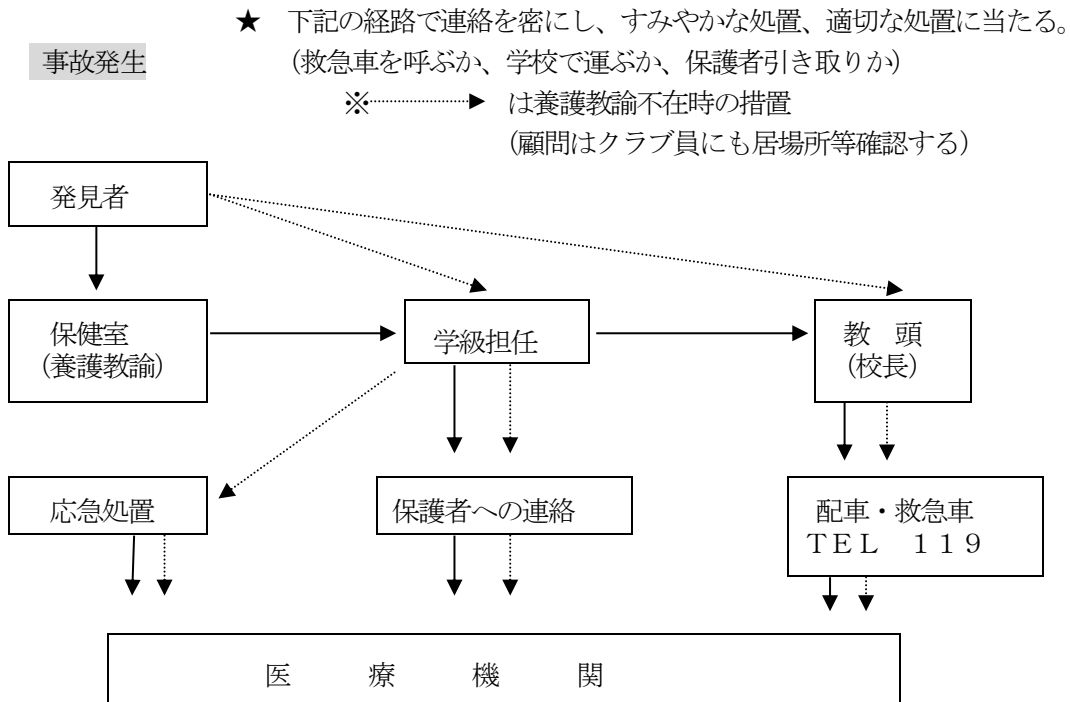 ★ 下記の経路で連絡を密にし、すみやかな処置、適切な処置に当たる。
事故発生
(救急車を呼ぶか、学校で運ぶか、保護者引き取りか)
※ は養護教諭不在時の措置
(顧問はクラブ員にも居場所等確認する)
発見者
保健室
(養護教諭)
学級担任
教 頭
(校長)
応急処置
保護者への連絡
配車・救急車
TEL 119
医 療 機 関